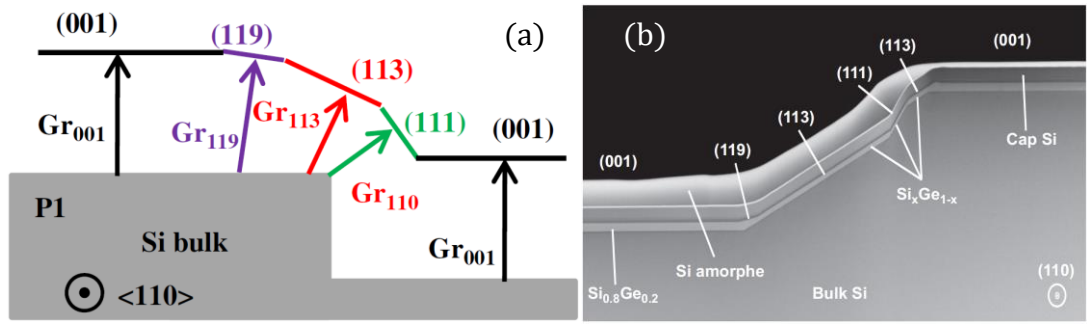 (a)
(001)
(119)
(113)
(111)
(001)
Gr001
Gr119
Gr113
Gr110
Gr001
P1
Si bulk
<110>
(b)
(001)
(113)
(111)
(113)
(119)
(001)
Cap Si
SixGe1-x
Si amorphe
Si0.8Ge0.2
Bulk Si
(110)